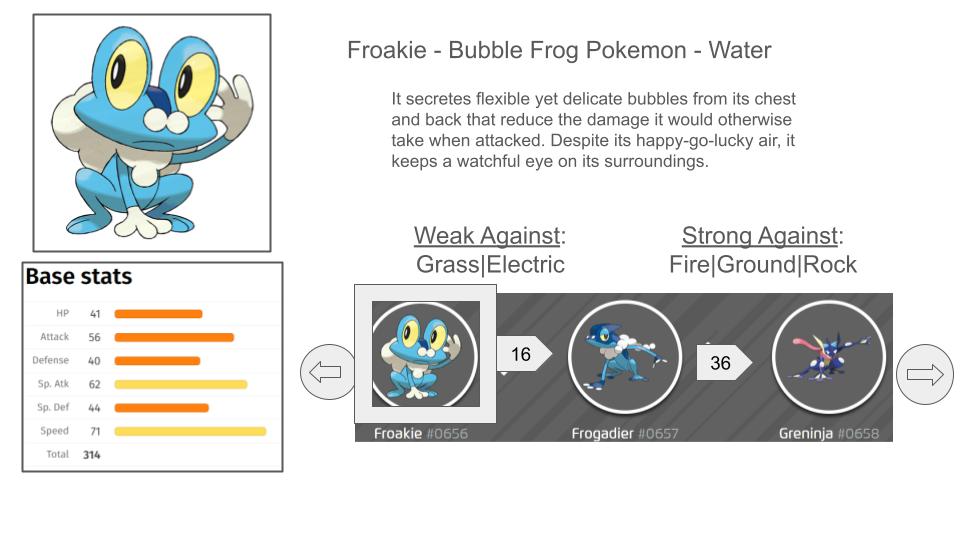 Froakie - Bubble Frog Pokemon - Water
It secretes flexible yet delicate bubbles from its chest
and back that reduce the damage it would otherwise
take when attacked. Despite its happy-go-lucky air, it
keeps a watchful eye on its surroundings.
Weak Against:
Grass|Electric
Strong Against:
Fire|Ground|Rock
Base stats
HP 41
Attack 56
Defense 40
Sp. Atk 62
Sp. Def 44
Speed 71
Total 314
16
36
Froakie #0656
Frogadier #0657
Greninja #0658